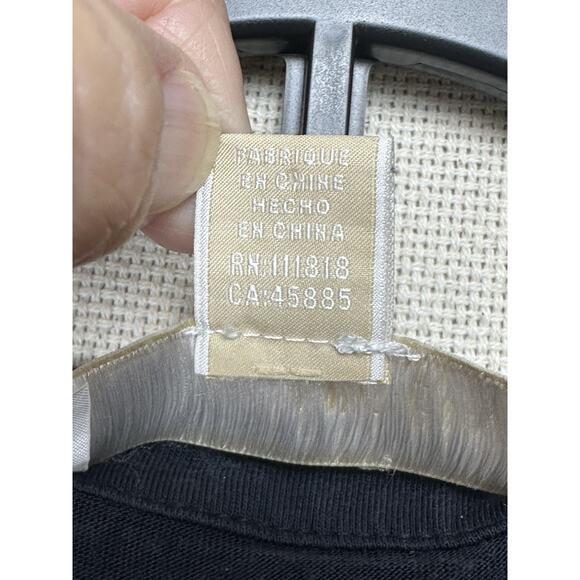 FABRIQUE
EN CHINE
HECHO
EN CHINA
RN:111818
CA:45885